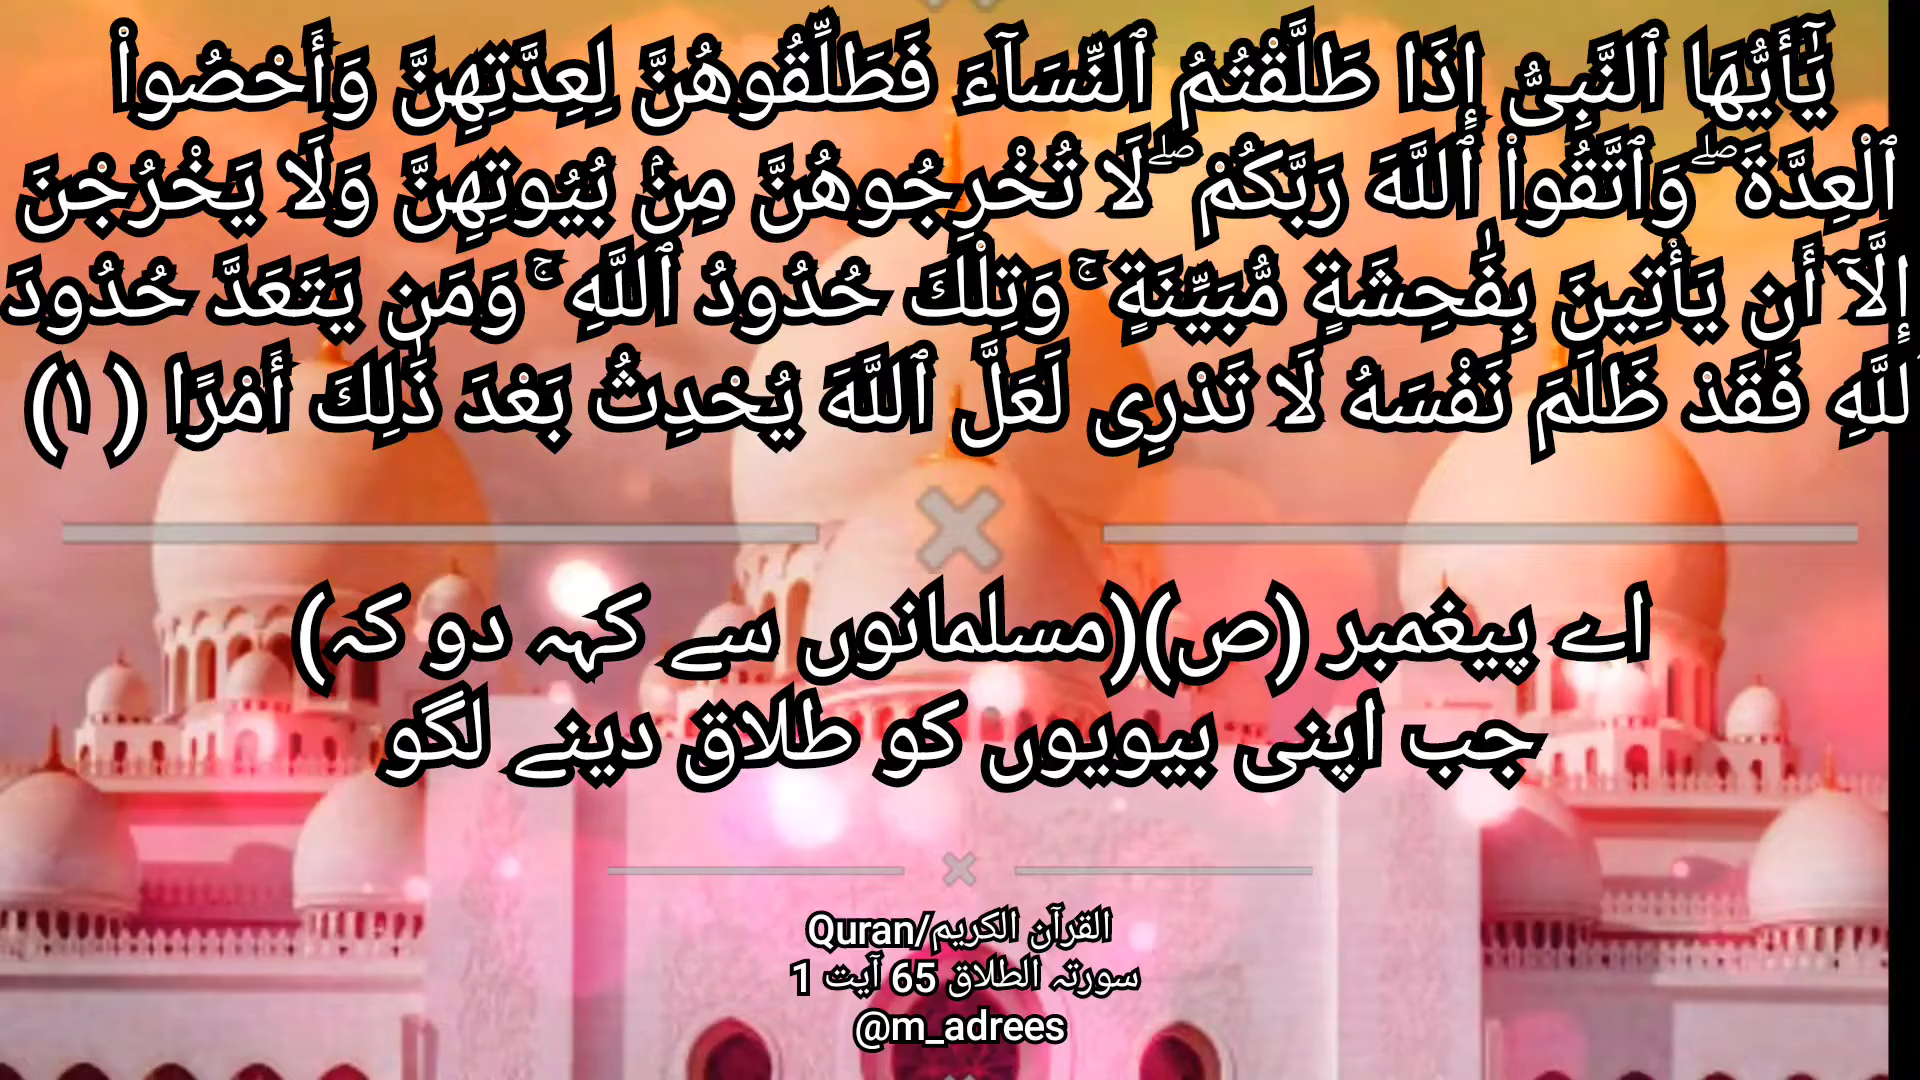 يَٰٓأَيُّهَا ٱلنَّبِىُّ إِذَا طَلَّقْتُمُ ٱلنِّسَآءَ فَطَلِّقُوهُنَّ لِعِدَّتِهِنَّ وَأَحْصُوا۟
ٱلْعِدَّةَ ۖ وَٱتَّقُوا۟ ٱللَّهَ رَبَّكُمْ ۖ لَا تُخْرِجُوهُنَّ مِنۢ بُيُوتِهِنَّ وَلَا يَخْرُجْنَ
إِلَّآ أَن يَأْتِينَ بِفَٰحِشَةٍ مُّبَيِّنَةٍ ۚ وَتِلْكَ حُدُودُ ٱللَّهِ ۚ وَمَن يَتَعَدَّ حُدُودَ
ٱللَّهِ فَقَدْ ظَلَمَ نَفْسَهُ لَا تَدْرِى لَعَلَّ ٱللَّهَ يُحْدِثُ بَعْدَ ذَٰلِكَ أَمْرًا (١)
اے پیغمبر (ص)(مسلمانوں سے کہہ دو کہ)
جب اپنی بیویوں کو طلاق دینے لگو
Quran/القرآن الكريم
سورتہ الطلاق 65 آیت 1
@m_adrees